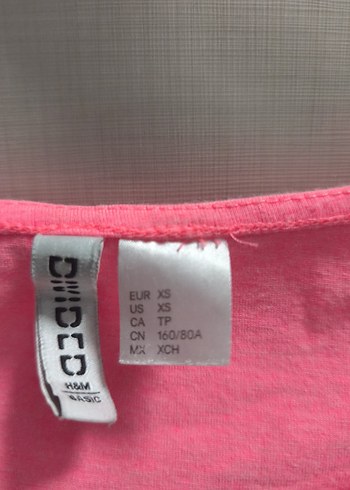 DIVIDED
H&M
BASIC
EUR XS
US XS
CA TP
CN 160/80A
MX XCH